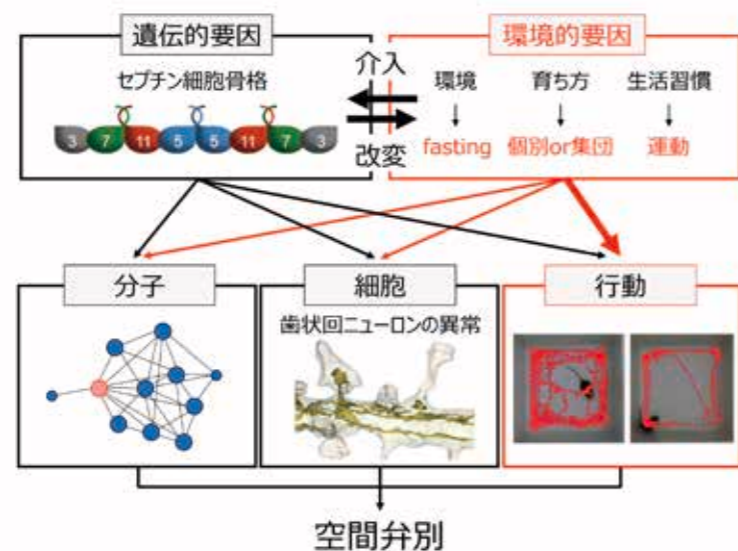 遺伝的要因
セプチン細胞骨格
3 7 11 5 5 11 7 3
介入
改変
環境的要因
環境 育ち方 生活習慣
fasting 個別or集団 運動
分子
細胞
歯状回ニューロンの異常
行動
空間弁別